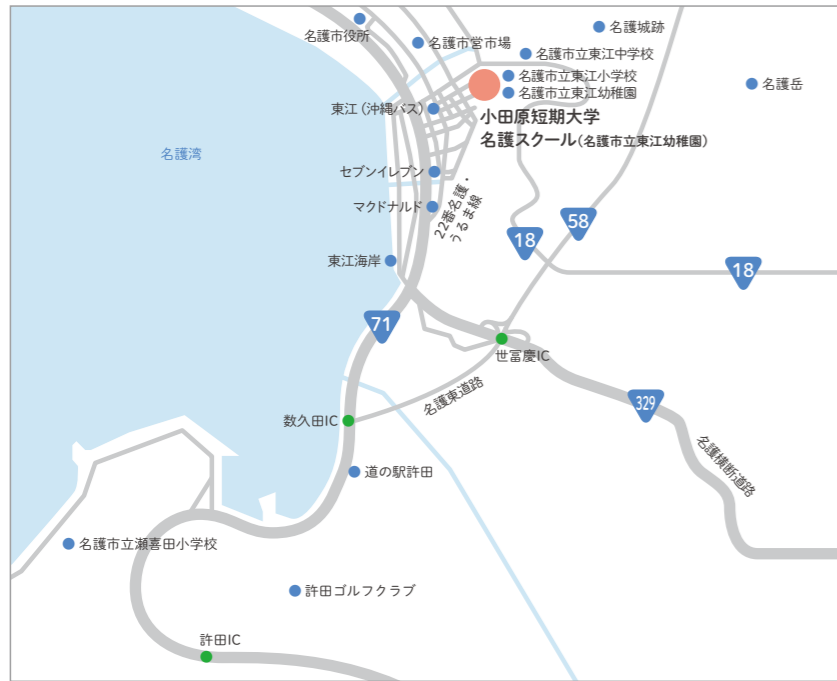 名護市役所
名護市営市場
名護城跡
名護市立東江中学校
名護市立東江小学校
名護市立東江幼稚園
名護岳
東江(沖縄バス)
小田原短期大学
名護スクール(名護市立東江幼稚園)
名護湾
セブンイレブン
マクドナルド
22番名護・
うるま線
58
18
18
東江海岸
71
世冨慶IC
名護東道路
329
数久田IC
名護横断道路
道の駅許田
名護市立瀬喜田小学校
許田ゴルフクラブ
許田IC